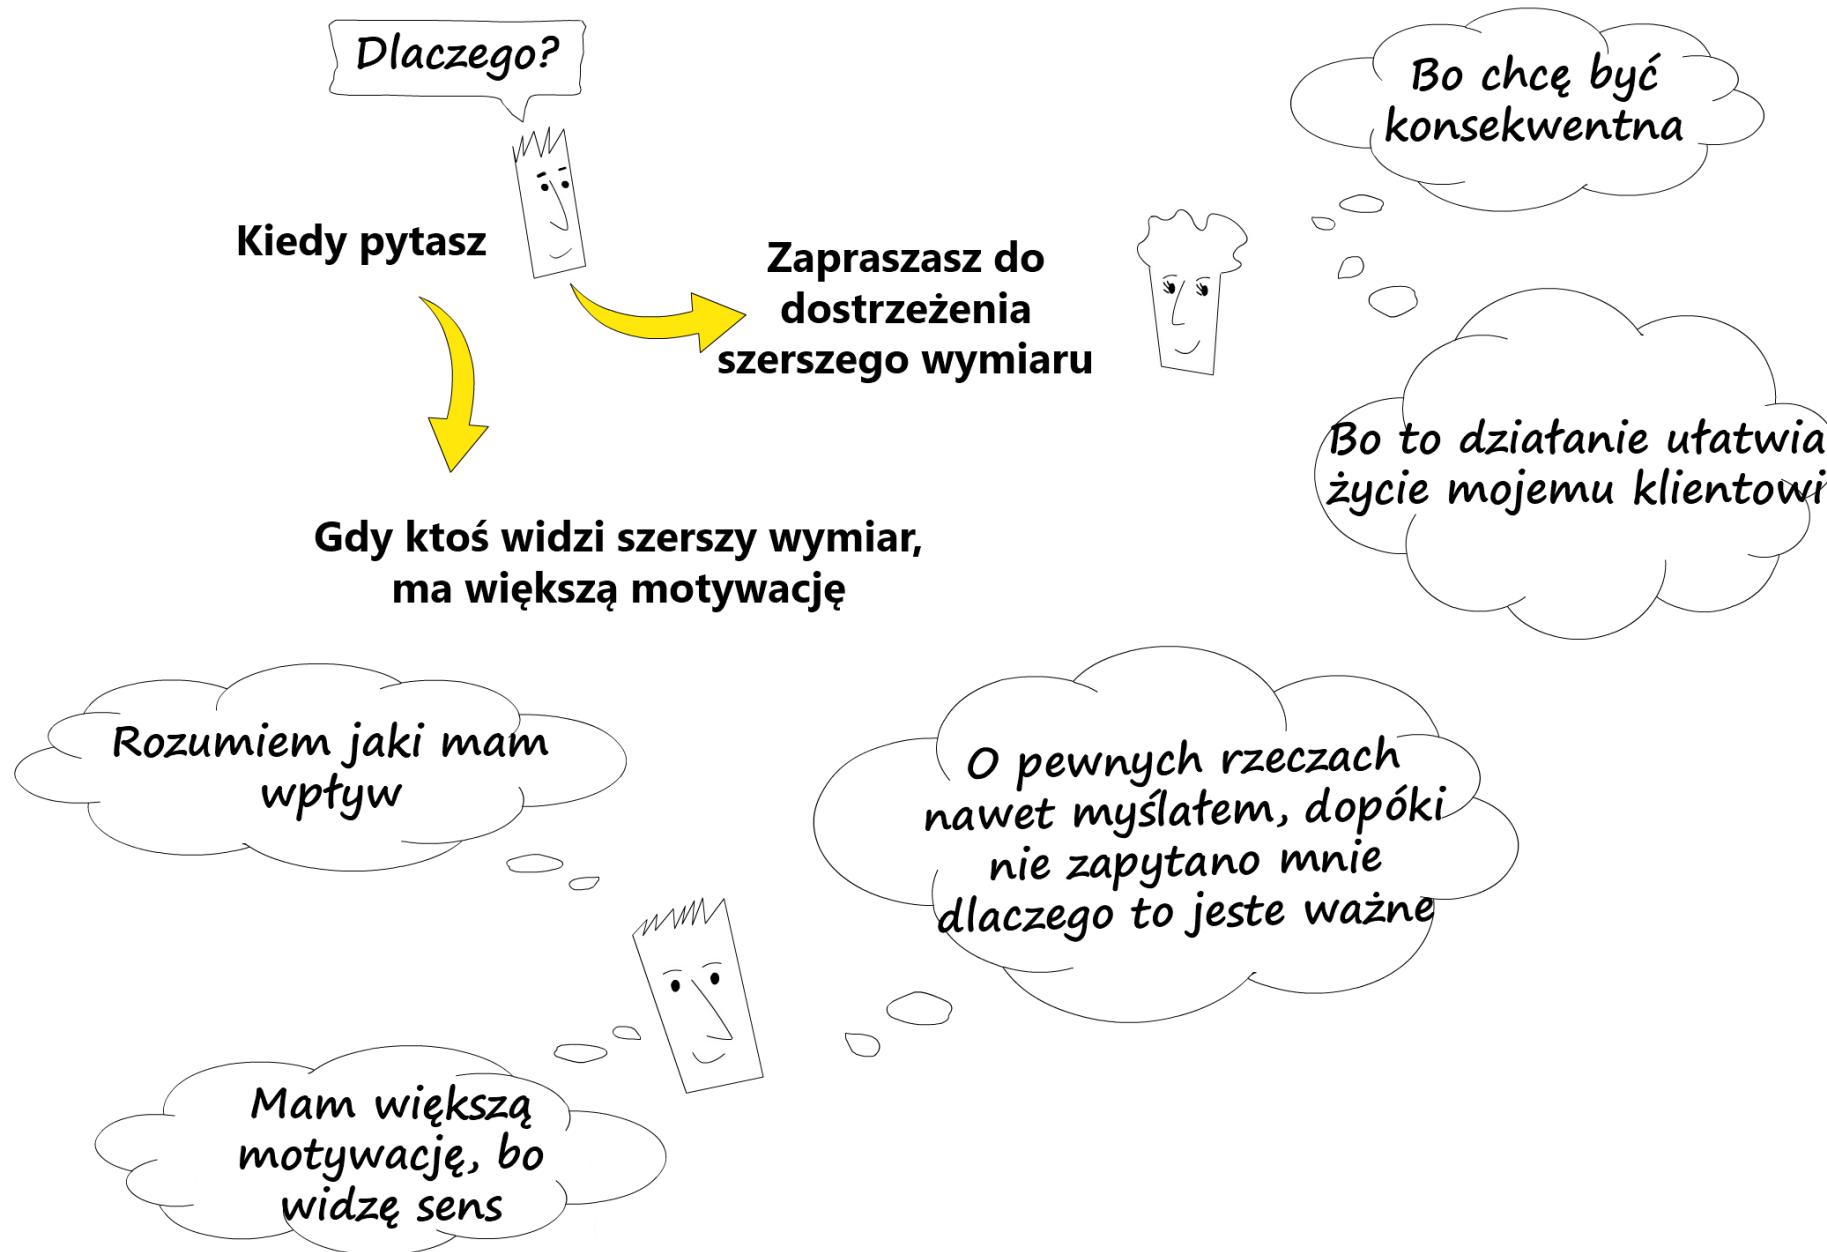 Dlaczego?
Kiedy pytasz
Zapraszasz do
dostrzeżenia
szerszego wymiaru
Bo chcę być
konsekwentna
Bo to działanie ułatwia
życie mojemu klientowi
Gdy ktoś widzi szerszy wymiar,
ma większą motywację
Rozumiem jaki mam
wpływ
O pewnych rzeczach
nawet myślałem, dopóki
nie zapytano mnie
dlaczego to jeste ważne
Mam większą
motywację, bo
widzę sens